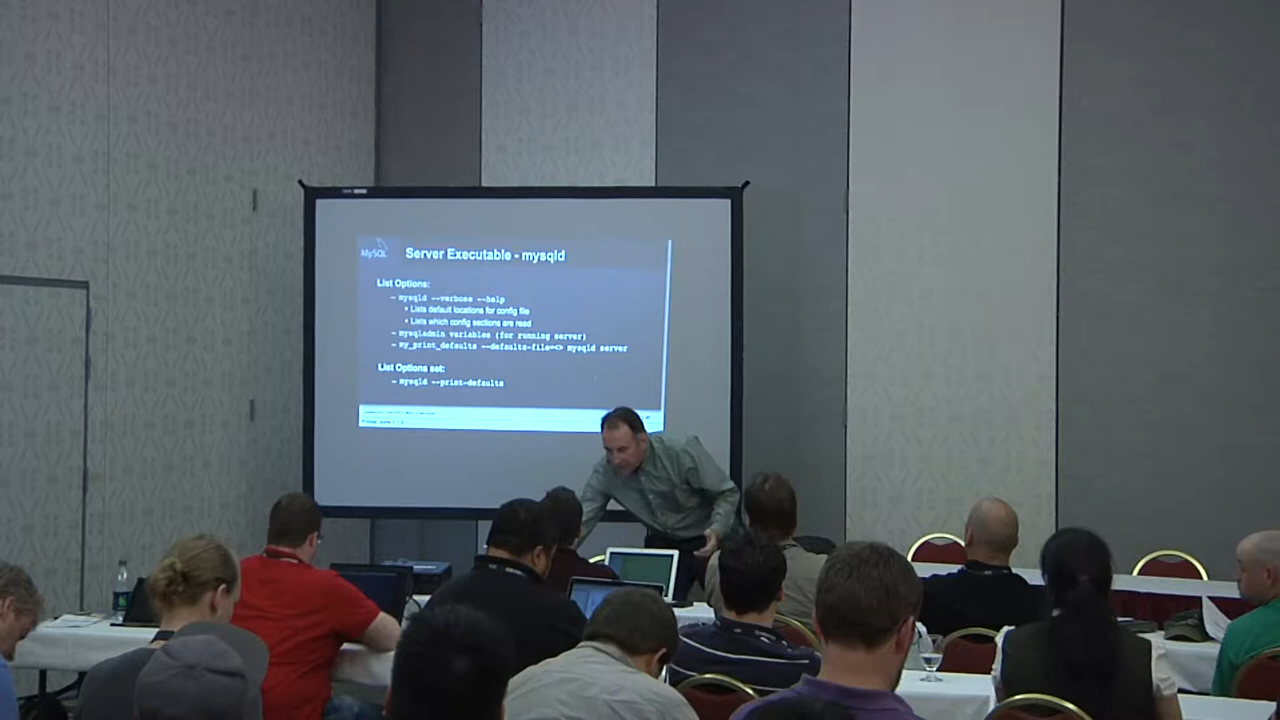 MySQL
Server Executable - mysqld
List Options:
– mysqld --verbose --help
• Lists default locations for config file
• Lists which config sections are read
– mysqladmin variables (for running server)
– my_print_defaults --defaults-file=<> mysqld server
List Options set:
– mysqld --print-defaults